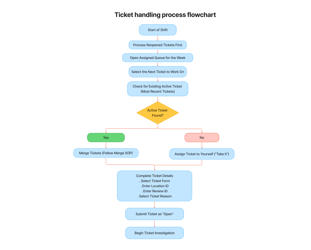 Ticket handling process flowchart
Start of Shift
Process Reopened Tickets First
Open Assigned Queue for the Week
Select the Next Ticket to Work On
Check for Existing Active Ticket
(Most Recent Tickets)
Active Ticket
Found?
Yes
No
Merge Tickets (Follow Merge SOP)
Assign Ticket to Yourself ("Take It")
Complete Ticket Details
. Select Ticket Form
.Enter Location ID
.Enter Review ID
Select Ticket Reason
Submit Ticket as "Open"
Begin Ticket Investigation